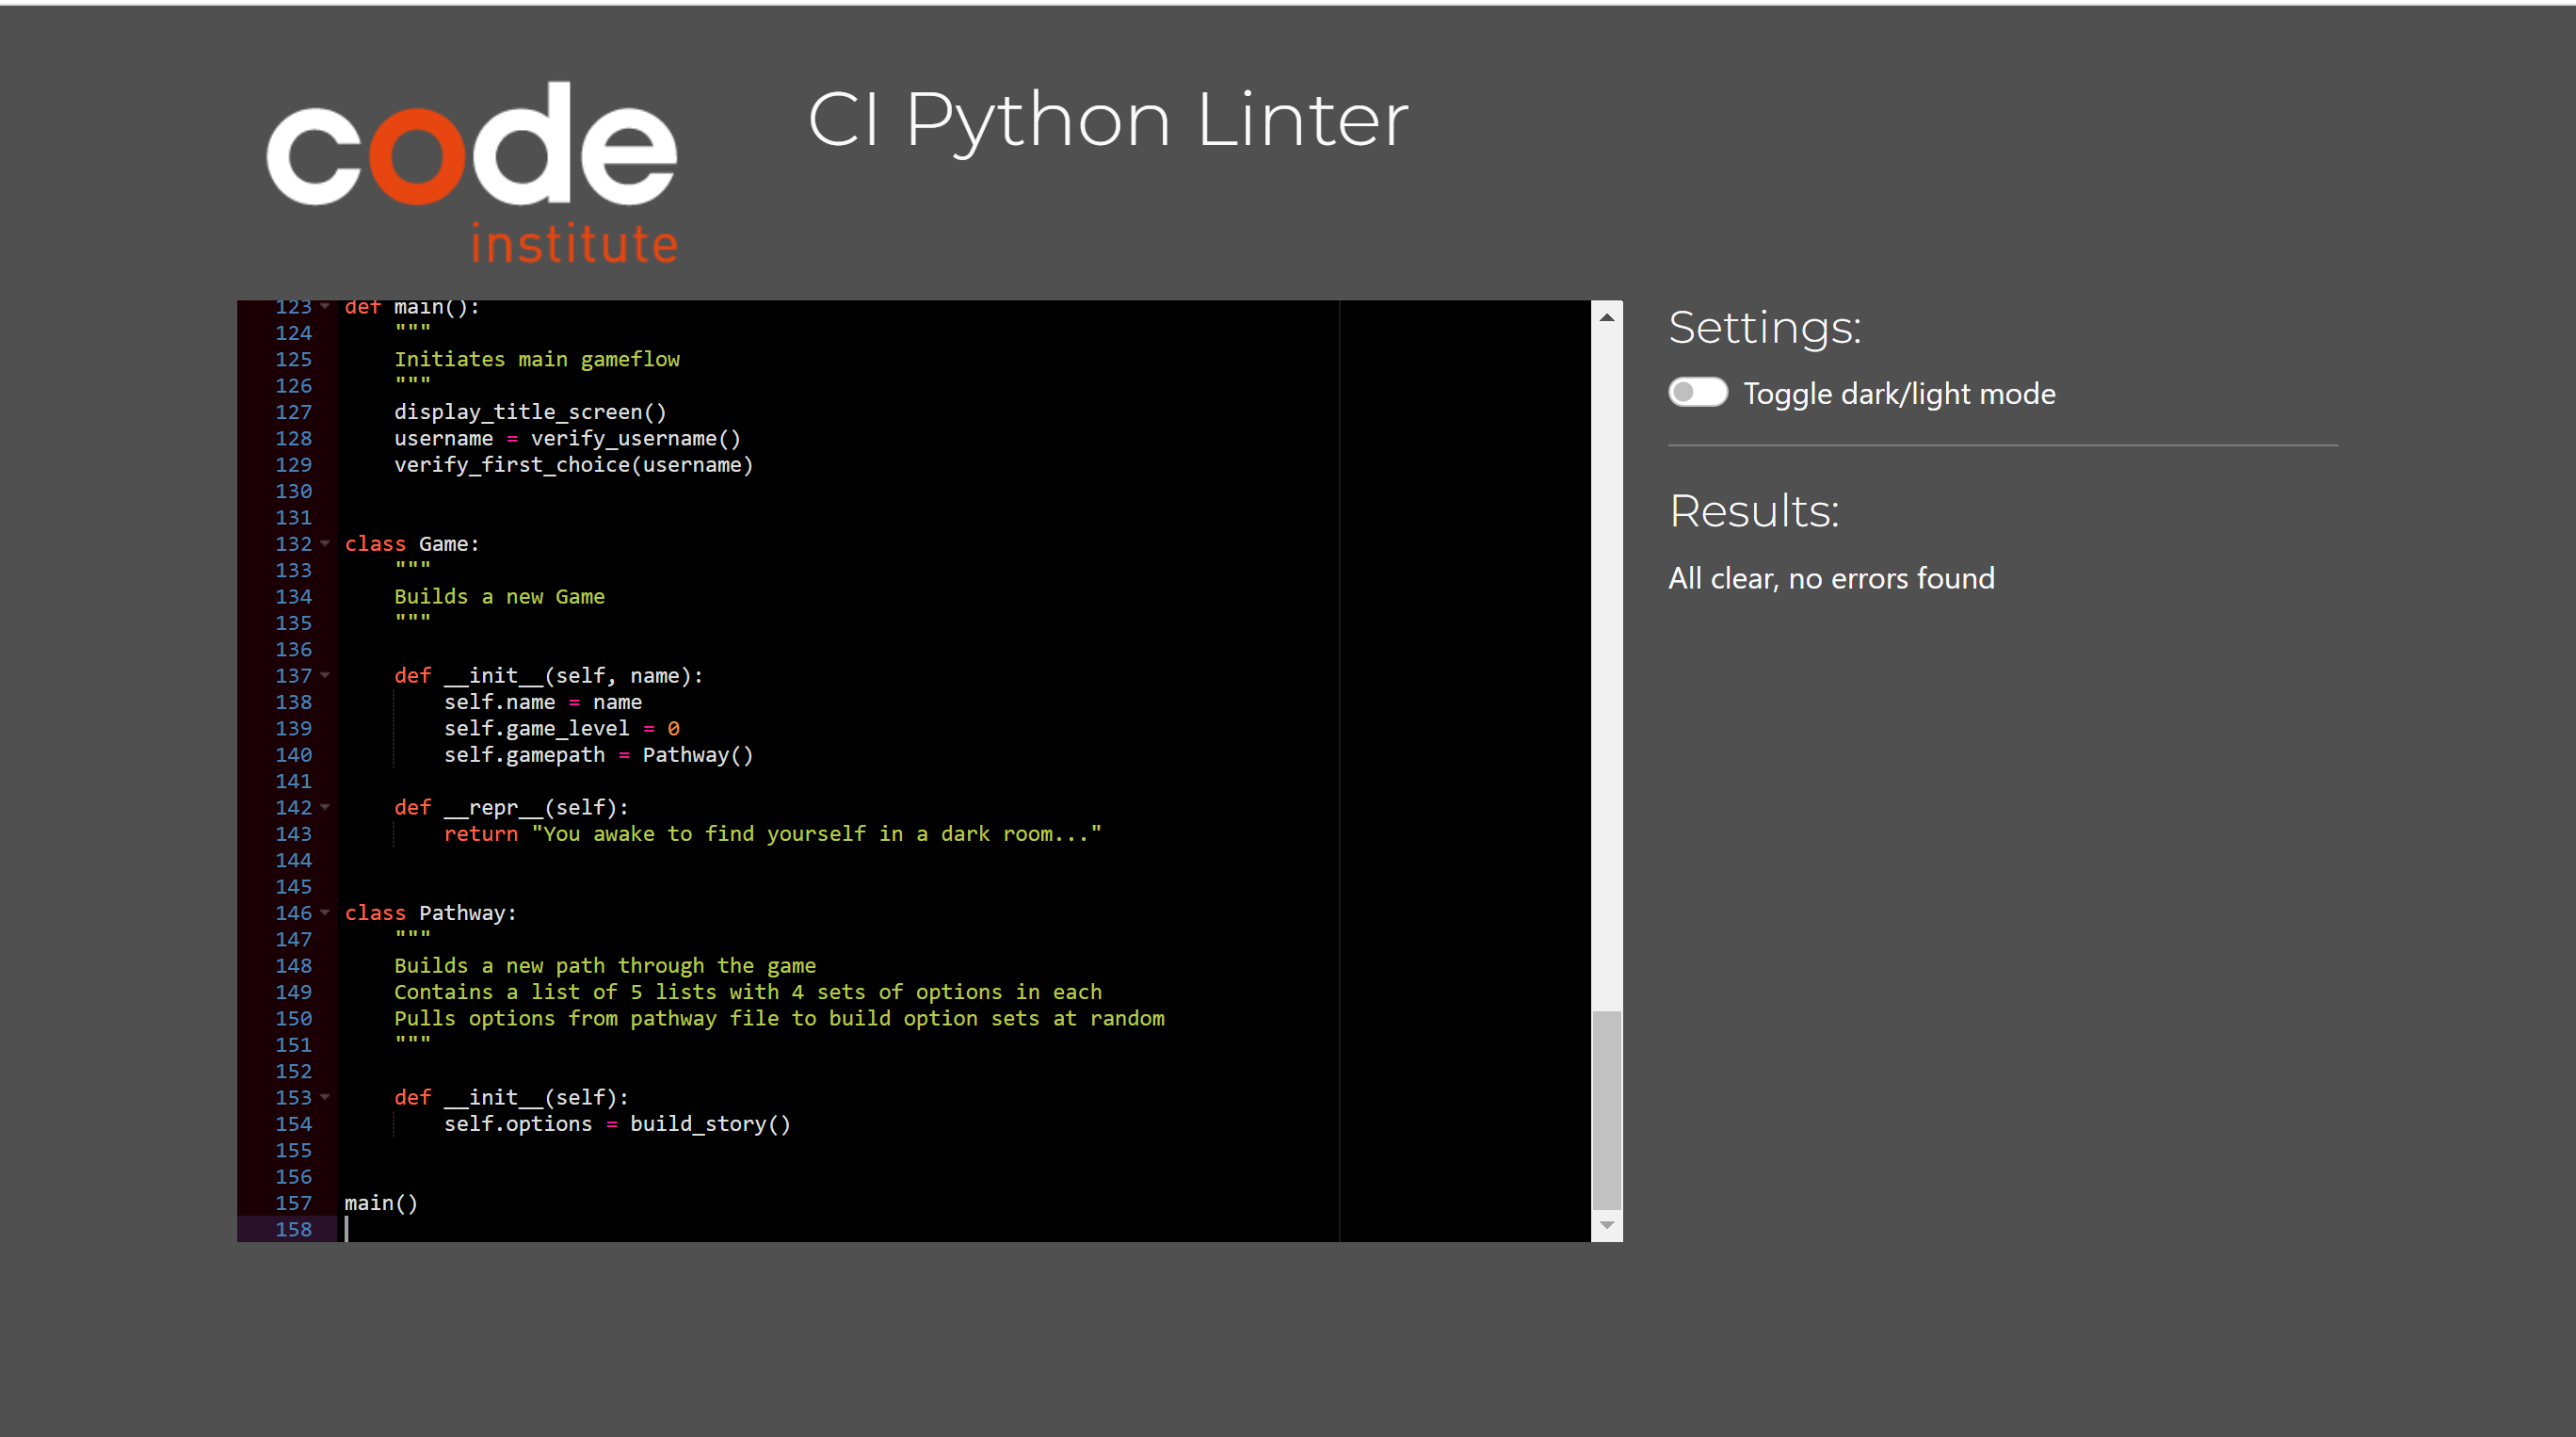 code
institute
CI Python Linter
123 def main():
124 """
125 Initiates main gameflow
126 """
127 display_title_screen()
128 username = verify_username()
129 verify_first_choice(username)
130
131
132 class Game:
133 """
134 Builds a new Game
135 """
136
137 def __init__(self, name):
138 self.name = name
139 self.game_level = 0
140 self.gamepath = Pathway()
141
142 def __repr__(self):
143 return "You awake to find yourself in a dark room..."
144
145
146 class Pathway:
147 """
148 Builds a new path through the game
149 Contains a list of 5 lists with 4 sets of options in each
150 Pulls options from pathway file to build option sets at random
151 """
152
153 def __init__(self):
154 self.options = build_story()
155
156
157 main()
158
Settings:
Toggle dark/light mode
Results:
All clear, no errors found